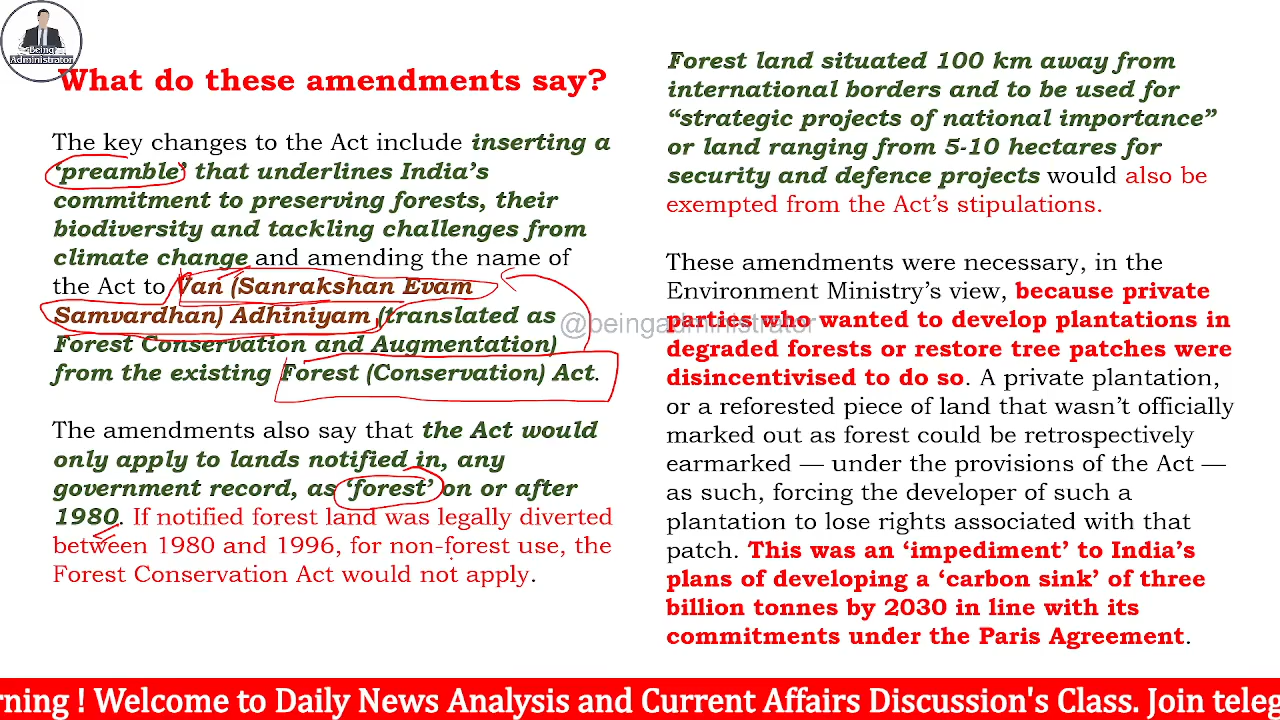 Being
Administrator
What do these amendments say?
The key changes to the Act include inserting a
‘preamble’ that underlines India’s
commitment to preserving forests, their
biodiversity and tackling challenges from
climate change and amending the name of
the Act to Van (Sanrakshan Evam
Samvardhan) Adhiniyam (translated as
Forest Conservation and Augmentation)
from the existing Forest (Conservation) Act.
The amendments also say that the Act would
only apply to lands notified in, any
government record, as ‘forest’ on or after
1980. If notified forest land was legally diverted
between 1980 and 1996, for non-forest use, the
Forest Conservation Act would not apply.
Forest land situated 100 km away from
international borders and to be used for
“strategic projects of national importance”
or land ranging from 5-10 hectares for
security and defence projects would also be
exempted from the Act’s stipulations.
These amendments were necessary, in the
Environment Ministry’s view, because private
parties who wanted to develop plantations in
degraded forests or restore tree patches were
disincentivised to do so. A private plantation,
or a reforested piece of land that wasn’t officially
marked out as forest could be retrospectively
earmarked — under the provisions of the Act —
as such, forcing the developer of such a
plantation to lose rights associated with that
patch. This was an ‘impediment’ to India’s
plans of developing a ‘carbon sink’ of three
billion tonnes by 2030 in line with its
commitments under the Paris Agreement.
@beingadministrator
rning ! Welcome to Daily News Analysis and Current Affairs Discussion's Class. Join teleg